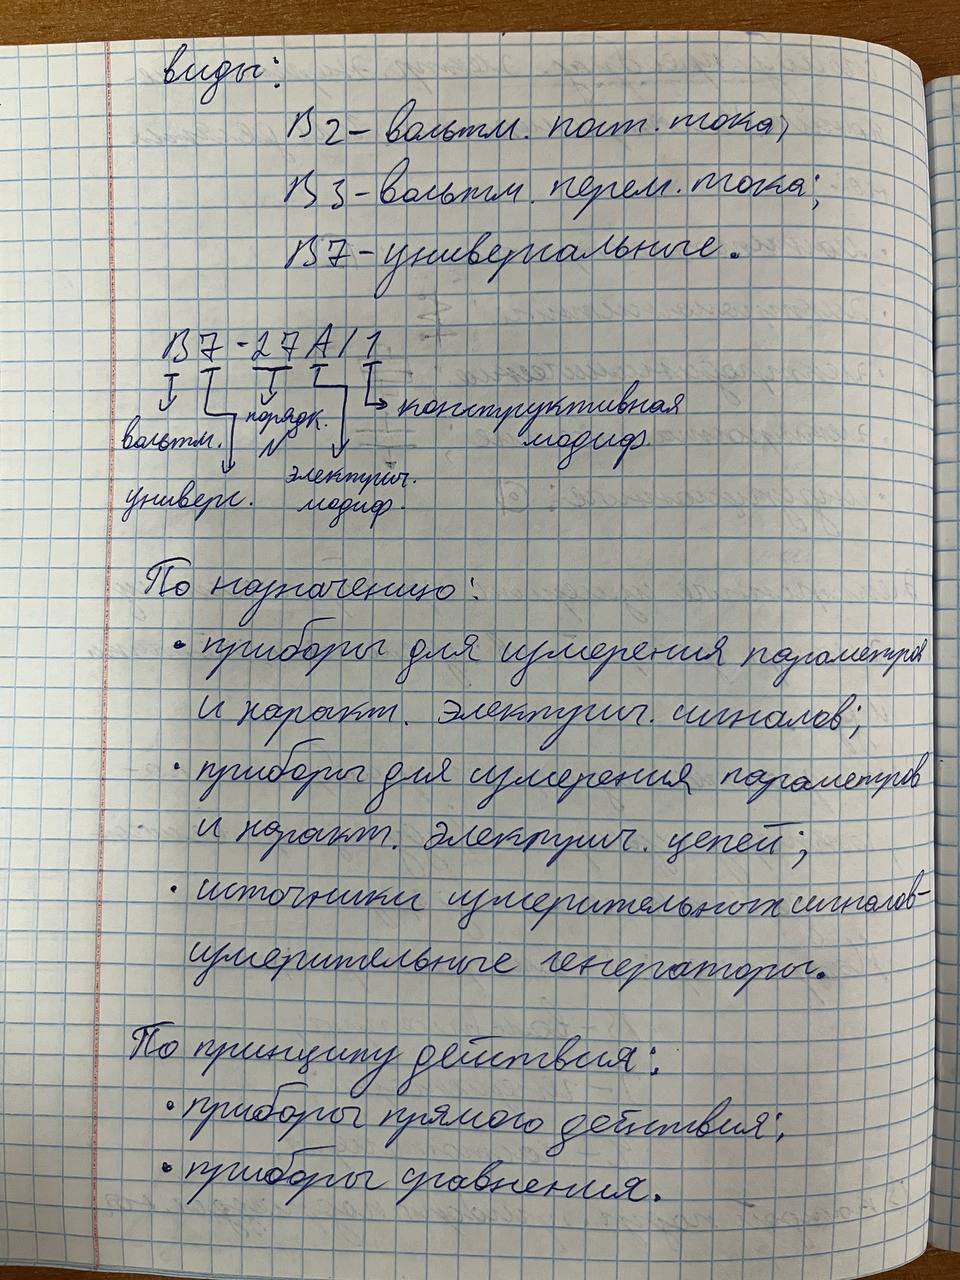 виды:
В2 – вольтм. пост. тока;
В3 – вольтм. перем. тока;
В7 – универсальные.
В7-27А/1
вольтм.
порядк.
N
конструктивная
модиф.
универс.
электрич.
модиф.
По назначению:
• приборы для измерения параметров
и характ. электрич. сигналов;
• приборы для измерения параметров
и характ. электрич. цепей;
• источники измерительных сигналов –
измерительные генераторы.
По принципу действия:
• приборы прямого действия;
• приборы сравнения.